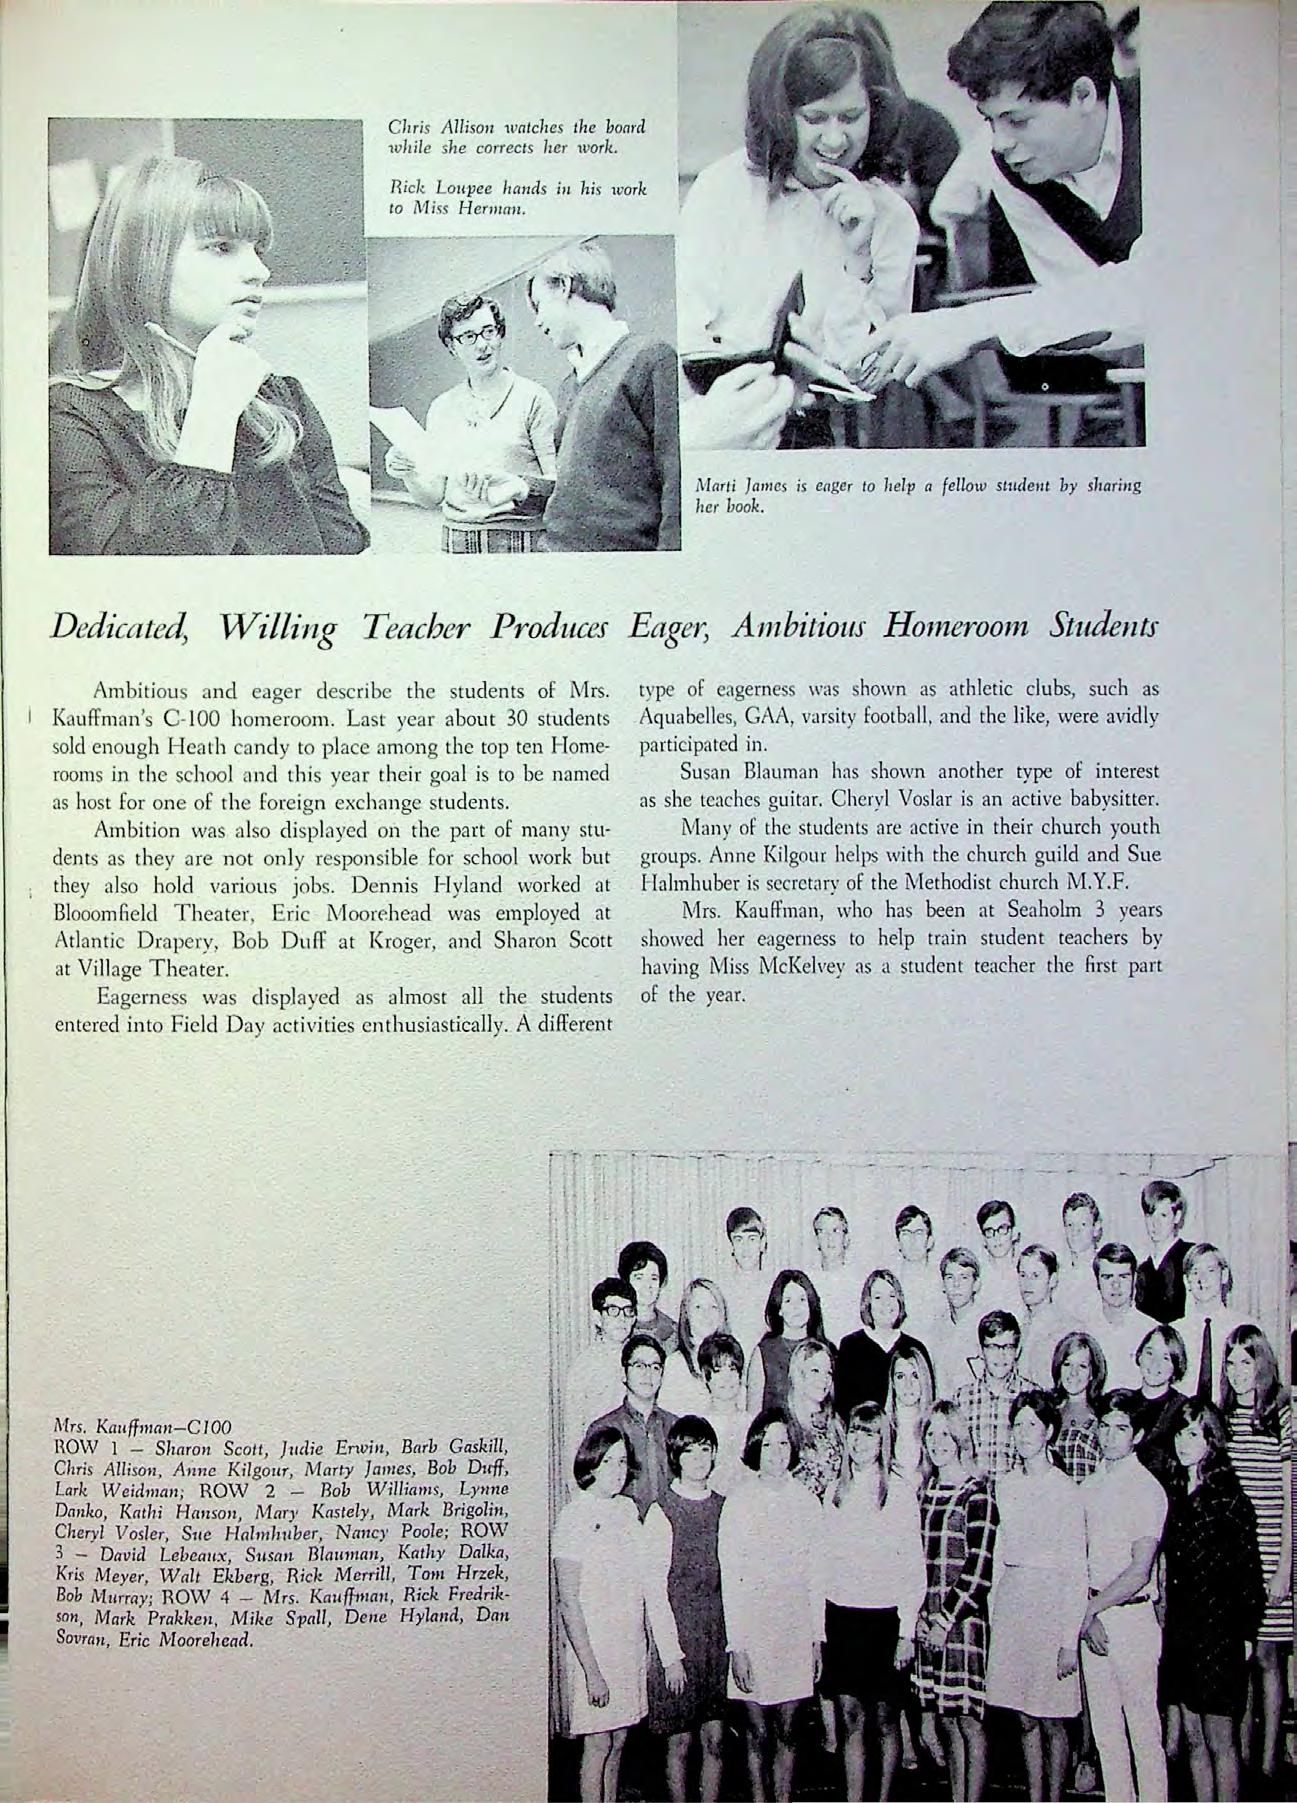 Chris Allison watches the board
while she corrects her work.
Rick Loupee hands in his work
to Miss Herman.
Marti James is eager to help a fellow student by sharing
her book.
Dedicated, Willing Teacher Produces Eager, Ambitious Homeroom Students
Ambitious and eager describe the students of Mrs.
Kauffman's C-100 homeroom. Last year about 30 students
sold enough Heath candy to place among the top ten Home-
rooms in the school and this year their goal is to be named
as host for one of the foreign exchange students.
Ambition was also displayed on the part of many stu-
dents as they are not only responsible for school work but
they also hold various jobs. Dennis Hyland worked at
Blooomfield Theater, Eric Moorehead was employed at
Atlantic Drapery, Bob Duff at Kroger, and Sharon Scott
at Village Theater.
Eagerness was displayed as almost all the students
entered into Field Day activities enthusiastically. A different
type of eagerness was shown as athletic clubs, such as
Aquabelles, GAA, varsity football, and the like, were avidly
participated in.
Susan Blauman has shown another type of interest
as she teaches guitar. Cheryl Voslar is an active babysitter.
Many of the students are active in their church youth
groups. Anne Kilgour helps with the church guild and Sue
Halmhuber is secretary of the Methodist church M.Y.F.
Mrs. Kauffman, who has been at Seaholm 3 years
showed her eagerness to help train student teachers by
having Miss McKelvey as a student teacher the first part
of the year.
Mrs. Kauffman—C100
ROW 1 — Sharon Scott, Judie Erwin, Barb Gaskill,
Chris Allison, Anne Kilgour, Marty James, Bob Duff,
Lark Weidman; ROW 2 — Bob Williams, Lynne
Danko, Kathi Hanson, Mary Kastely, Mark Brigolin,
Cheryl Vosler, Sue Halmhuber, Nancy Poole; ROW
3 — David Lebeaux, Susan Blauman, Kathy Dalka,
Kris Meyer, Walt Ekberg, Rick Merrill, Tom Hrzek,
Bob Murray; ROW 4 — Mrs. Kauffman, Rick Fredrik-
son, Mark Prakken, Mike Spall, Dene Hyland, Dan
Sovran, Eric Moorehead.